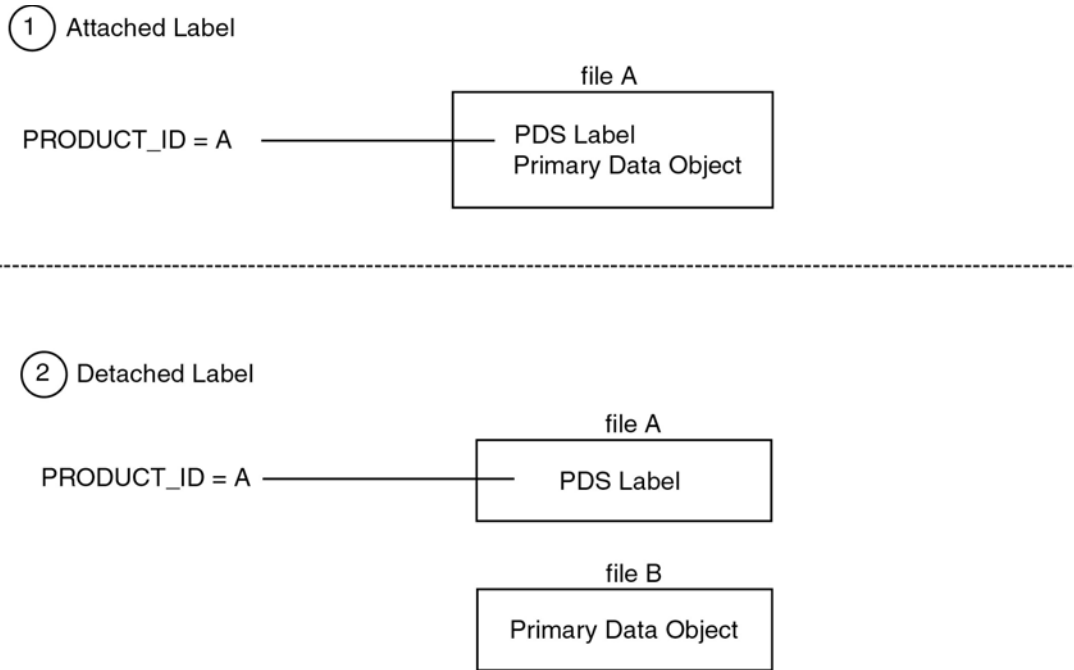 1 Attached Label
file A
PRODUCT_ID = A
PDS Label
Primary Data Object
2 Detached Label
file A
PRODUCT_ID = A
PDS Label
file B
Primary Data Object